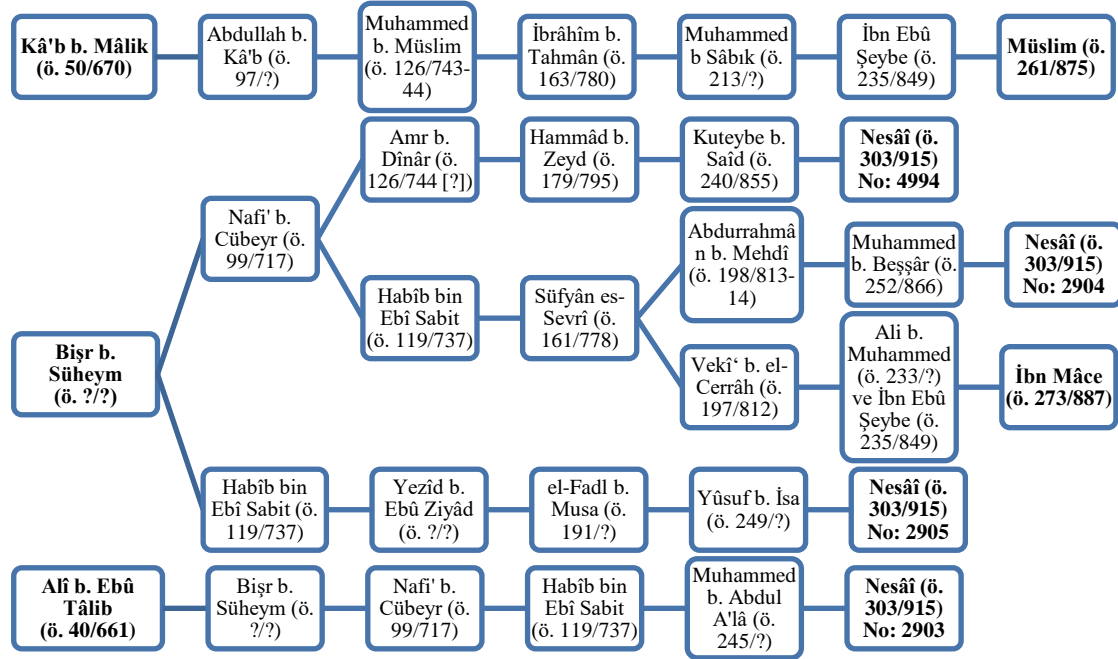 Kâ'b b. Mâlik
(ö. 50/670)
Abdullah b.
Kâ'b (ö.
97/?)
Muhammed
b. Müslim
(ö. 126/743-
44)
İbrâhîm b.
Tahmân (ö.
163/780)
Muhammed
b Sâbık (ö.
213/?)
İbn Ebû
Şeybe (ö.
235/849)
Müslim (ö.
261/875)
Amr b.
Dînâr (ö.
126/744 [?])
Hammâd b.
Zeyd (ö.
179/795)
Kuteybe b.
Saîd (ö.
240/855)
Nesâî (ö.
303/915)
No: 4994
Nafi' b.
Cübeyr (ö.
99/717)
Abdurrahmâ
n b. Mehdî
(ö. 198/813-
14)
Muhammed
b. Beşşâr (ö.
252/866)
Nesâî (ö.
303/915)
No: 2904
Habîb bin
Ebî Sabit
(ö. 119/737)
Süfyân es-
Sevrî (ö.
161/778)
Bişr b.
Süheym
(ö. ?/?)
Vekî‘ b. el-
Cerrâh (ö.
197/812)
Ali b.
Muhammed
(ö. 233/?)
ve İbn Ebû
Şeybe (ö.
235/849)
İbn Mâce
(ö. 273/887)
Habîb bin
Ebî Sabit (ö.
119/737)
Yezîd b.
Ebû Ziyâd
(ö. ?/?)
el-Fadl b.
Musa (ö.
191/?)
Yûsuf b. İsa
(ö. 249/?)
Nesâî (ö.
303/915)
No: 2905
Alî b. Ebû
Tâlib
(ö. 40/661)
Bişr b.
Süheym (ö.
?/?)
Nafi' b.
Cübeyr (ö.
99/717)
Habîb bin
Ebî Sabit
(ö. 119/737)
Muhammed
b. Abdul
A'lâ (ö.
245/?)
Nesâî (ö.
303/915)
No: 2903